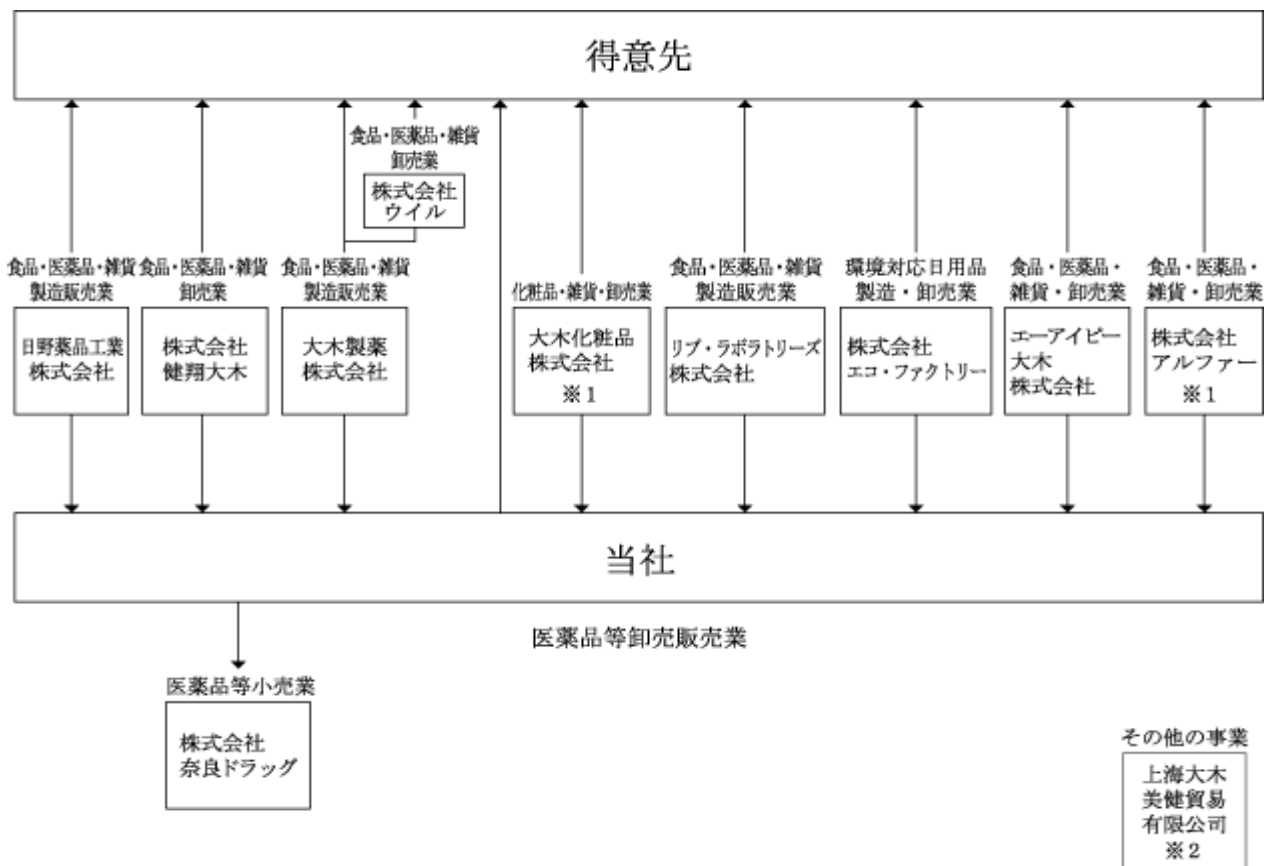 得意先
食品・医薬品・雑貨
卸売業
株式会社
ウイル
食品・医薬品・雑貨
製造販売業
日野薬品工業
株式会社
食品・医薬品・雑貨
卸売業
株式会社
健翔大木
食品・医薬品・雑貨
製造販売業
大木製薬
株式会社
化粧品・雑貨・卸売業
大木化粧品
株式会社
※1
食品・医薬品・雑貨
製造販売業
リブ・ラボラトリーズ
株式会社
環境対応日用品
製造・卸売業
株式会社
エコ・ファクトリー
食品・医薬品・
雑貨・卸売業
エーアイピー
大木
株式会社
食品・医薬品・
雑貨・卸売業
株式会社
アルファー
※1
当社
医薬品等卸売販売業
医薬品等小売業
株式会社
奈良ドラッグ
その他の事業
上海大木
美健貿易
有限公司
※2